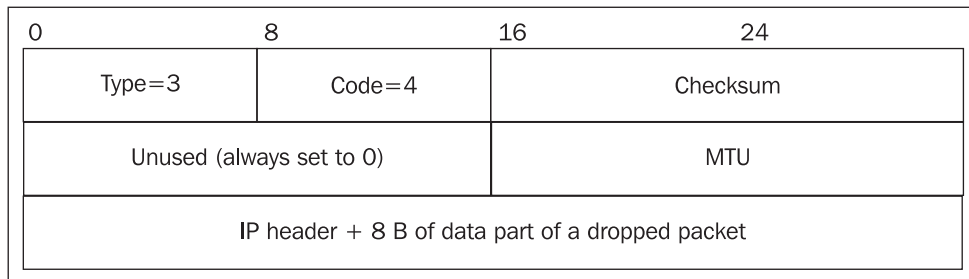 0 8 16 24
Type=3 Code=4 Checksum
Unused (always set to 0) MTU
IP header + 8 B of data part of a dropped packet